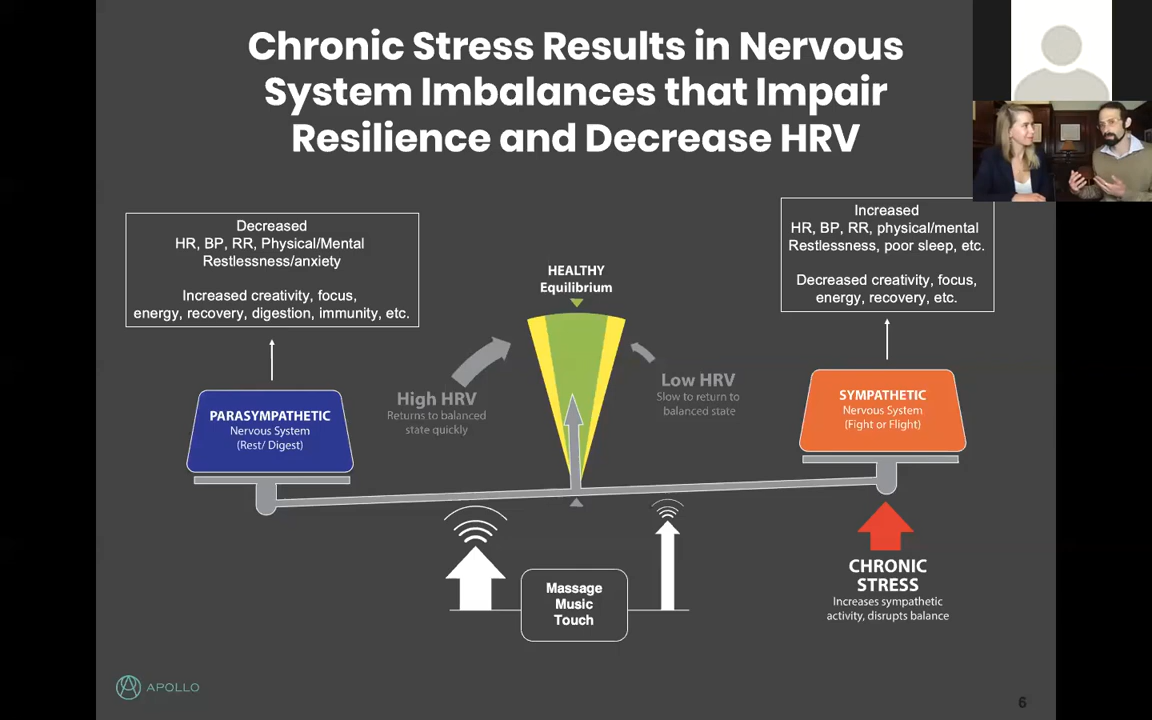 Chronic Stress Results in Nervous
System Imbalances that Impair
Resilience and Decrease HRV
Decreased
HR, BP, RR, Physical/Mental
Restlessness/anxiety
Increased creativity, focus,
energy, recovery, digestion, immunity, etc.
Increased
HR, BP, RR, physical/mental
Restlessness, poor sleep, etc.
Decreased creativity, focus,
energy, recovery, etc.
HEALTHY
Equilibrium
High HRV
Returns to balanced
state quickly
Low HRV
Slow to return to
balanced state
PARASYMPATHETIC
Nervous System
(Rest/ Digest)
SYMPATHETIC
Nervous System
(Fight or Flight)
Massage
Music
Touch
CHRONIC
STRESS
Increases sympathetic
activity, disrupts balance
APOLLO
6